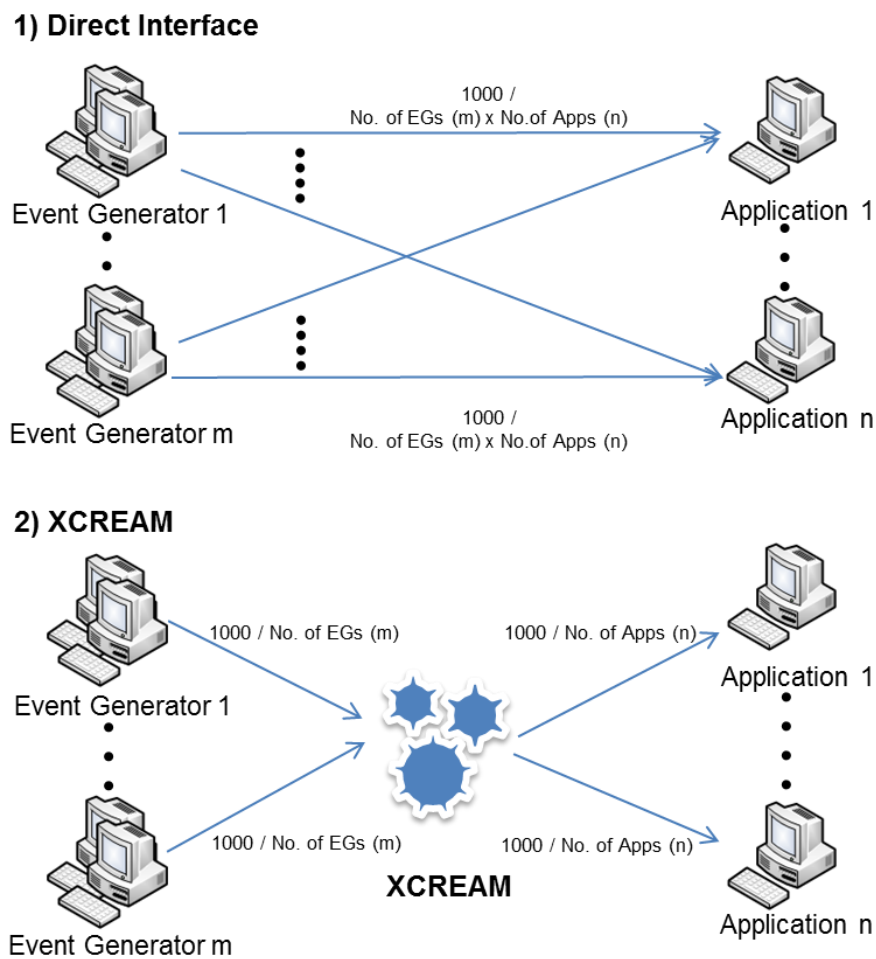 1) Direct Interface
1000 /
No. of EGs (m) x No.of Apps (n)
Event Generator 1
Application 1
Event Generator m
Application n
1000 /
No. of EGs (m) x No.of Apps (n)
2) XCREAM
1000 / No. of EGs (m)
1000 / No. of Apps (n)
Event Generator 1
Application 1
1000 / No. of EGs (m)
1000 / No. of Apps (n)
XCREAM
Event Generator m
Application n